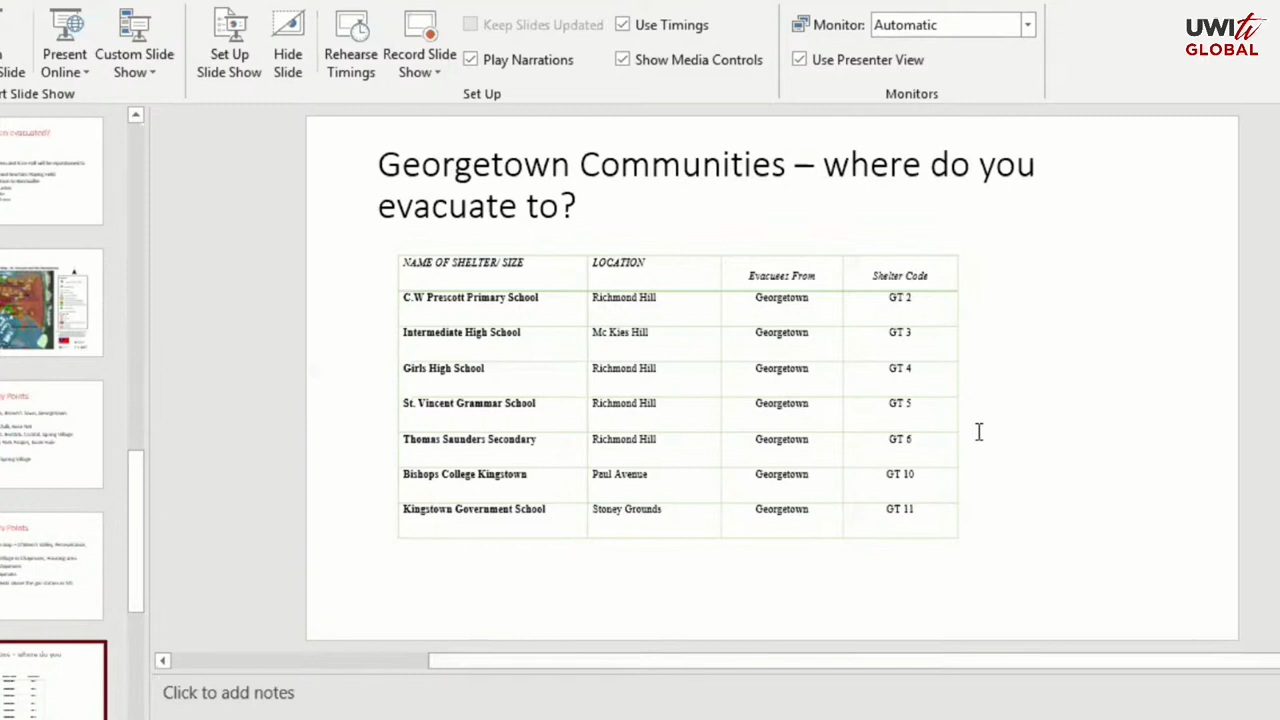 UWI tv
GLOBAL
Present
Online
Custom Slide
Show
Set Up
Slide Show
Hide
Slide
Rehearse
Timings
Record Slide
Show
Keep Slides Updated
Play Narrations
Use Timings
Show Media Controls
Monitor: Automatic
Use Presenter View
Slide
rt Slide Show
Set Up
Monitors
Georgetown Communities – where do you
evacuate to?
NAME OF SHELTER/ SIZE LOCATION Evacuees From Shelter Code
C.W Prescott Primary School Richmond Hill Georgetown GT 2
Intermediate High School Mc Kies Hill Georgetown GT 3
Girls High School Richmond Hill Georgetown GT 4
St. Vincent Grammar School Richmond Hill Georgetown GT 5
Thomas Saunders Secondary Richmond Hill Georgetown GT 6
Bishops College Kingstown Paul Avenue Georgetown GT 10
Kingstown Government School Stoney Grounds Georgetown GT 11
Click to add notes